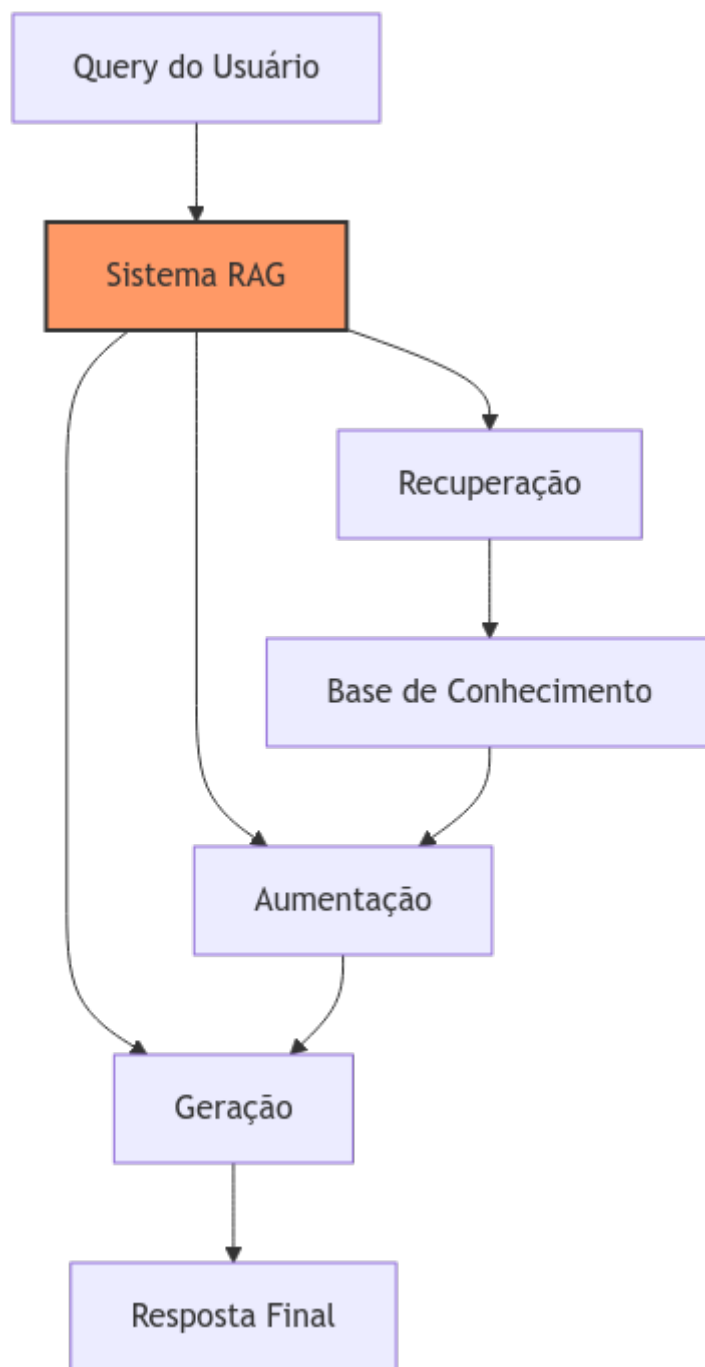 Query do Usuário
Sistema RAG
Recuperação
Base de Conhecimento
Aumentação
Geração
Resposta Final